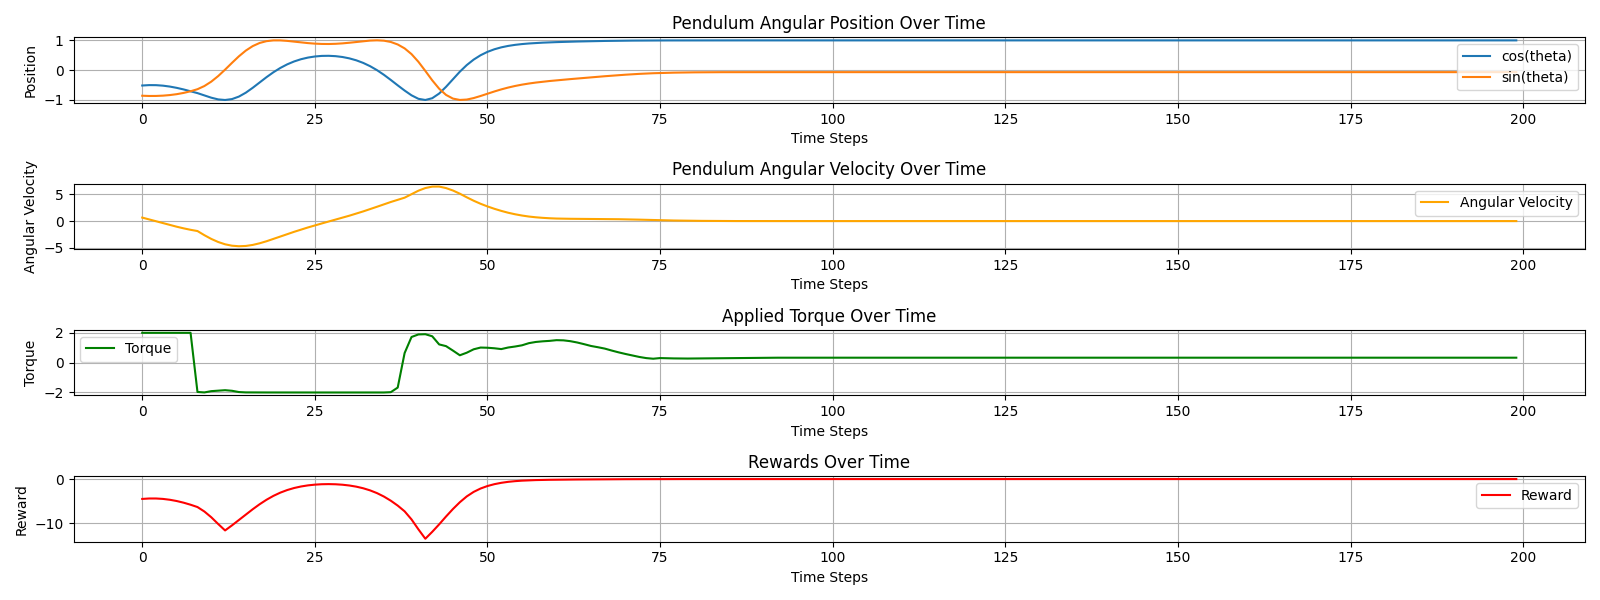 Pendulum Angular Position Over Time
Position
1
0
−1
cos(theta)
sin(theta)
0 25 50 75 100 125 150 175 200
Time Steps
Pendulum Angular Velocity Over Time
Angular Velocity
5
0
−5
Angular Velocity
0 25 50 75 100 125 150 175 200
Time Steps
Applied Torque Over Time
Torque
2
0
−2
Torque
0 25 50 75 100 125 150 175 200
Time Steps
Rewards Over Time
Reward
0
−10
Reward
0 25 50 75 100 125 150 175 200
Time Steps